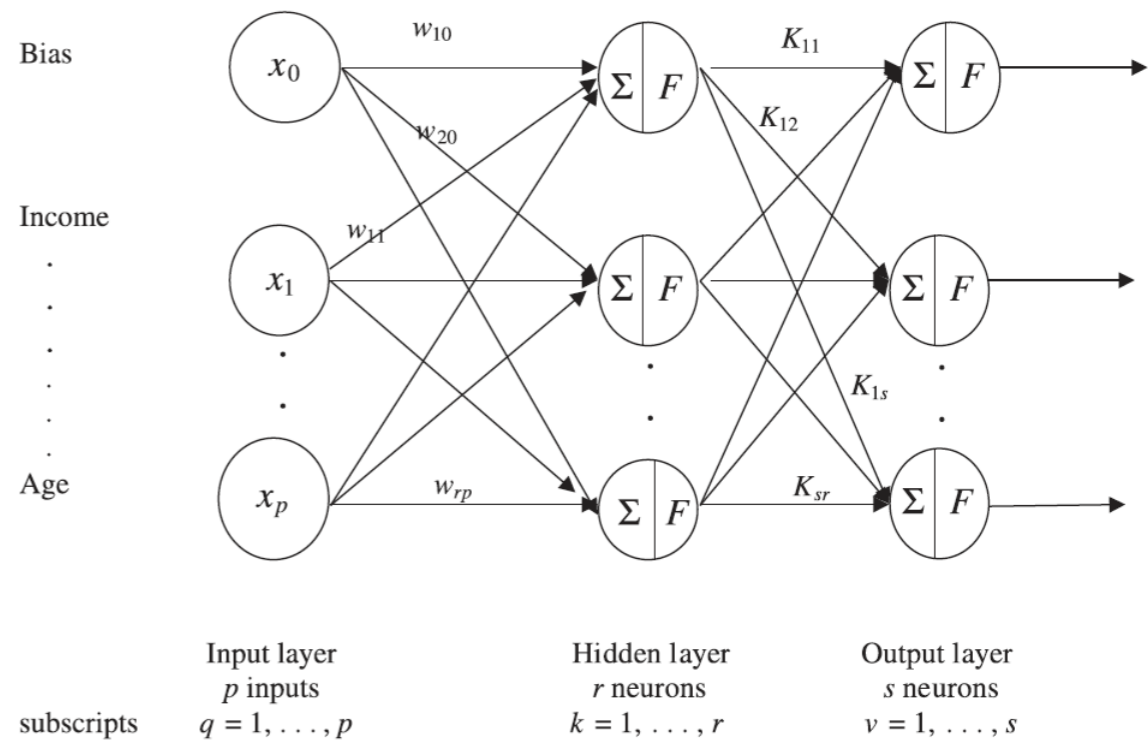 Bias
x₀
w₁₀
Σ F
K₁₁
Σ F
w₂₀
K₁₂
Income
x₁
w₁₁
Σ F
Σ F
K₁ₛ
Age
xₚ
wᵣₚ
Σ F
Kₛᵣ
Σ F
Input layer
Hidden layer
Output layer
p inputs
r neurons
s neurons
subscripts
q = 1, . . . , p
k = 1, . . . , r
v = 1, . . . , s